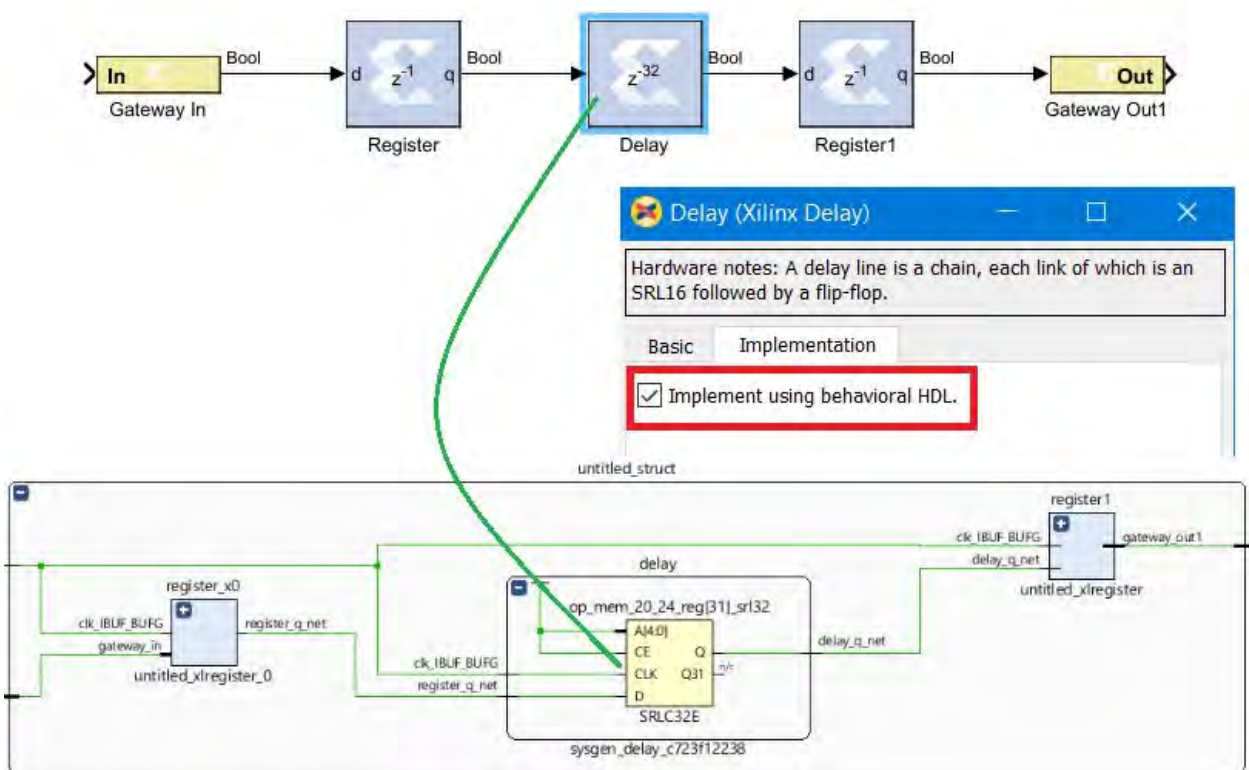 In
Gateway In
Bool
d z⁻¹ q
Register
Bool
z⁻³²
Delay
Bool
d z⁻¹ q
Register1
Bool
Out
Gateway Out1
Delay (Xilinx Delay)
Hardware notes: A delay line is a chain, each link of which is an
SRL16 followed by a flip-flop.
Basic Implementation
Implement using behavioral HDL.
untitled_struct
register_x0
clk_IBUF_BUFG
gateway_in
register_q_net
untitled_xlregister_0
delay
op_mem_20_24_reg[31]_srl32
A[4:0]
CE Q
CLK Q31 n/c
D
SRLC32E
clk_IBUF_BUFG
register_q_net
delay_q_net
sysgen_delay_c723f12238
register1
clk_IBUF_BUFG
delay_q_net
gateway_out1
untitled_xlregister